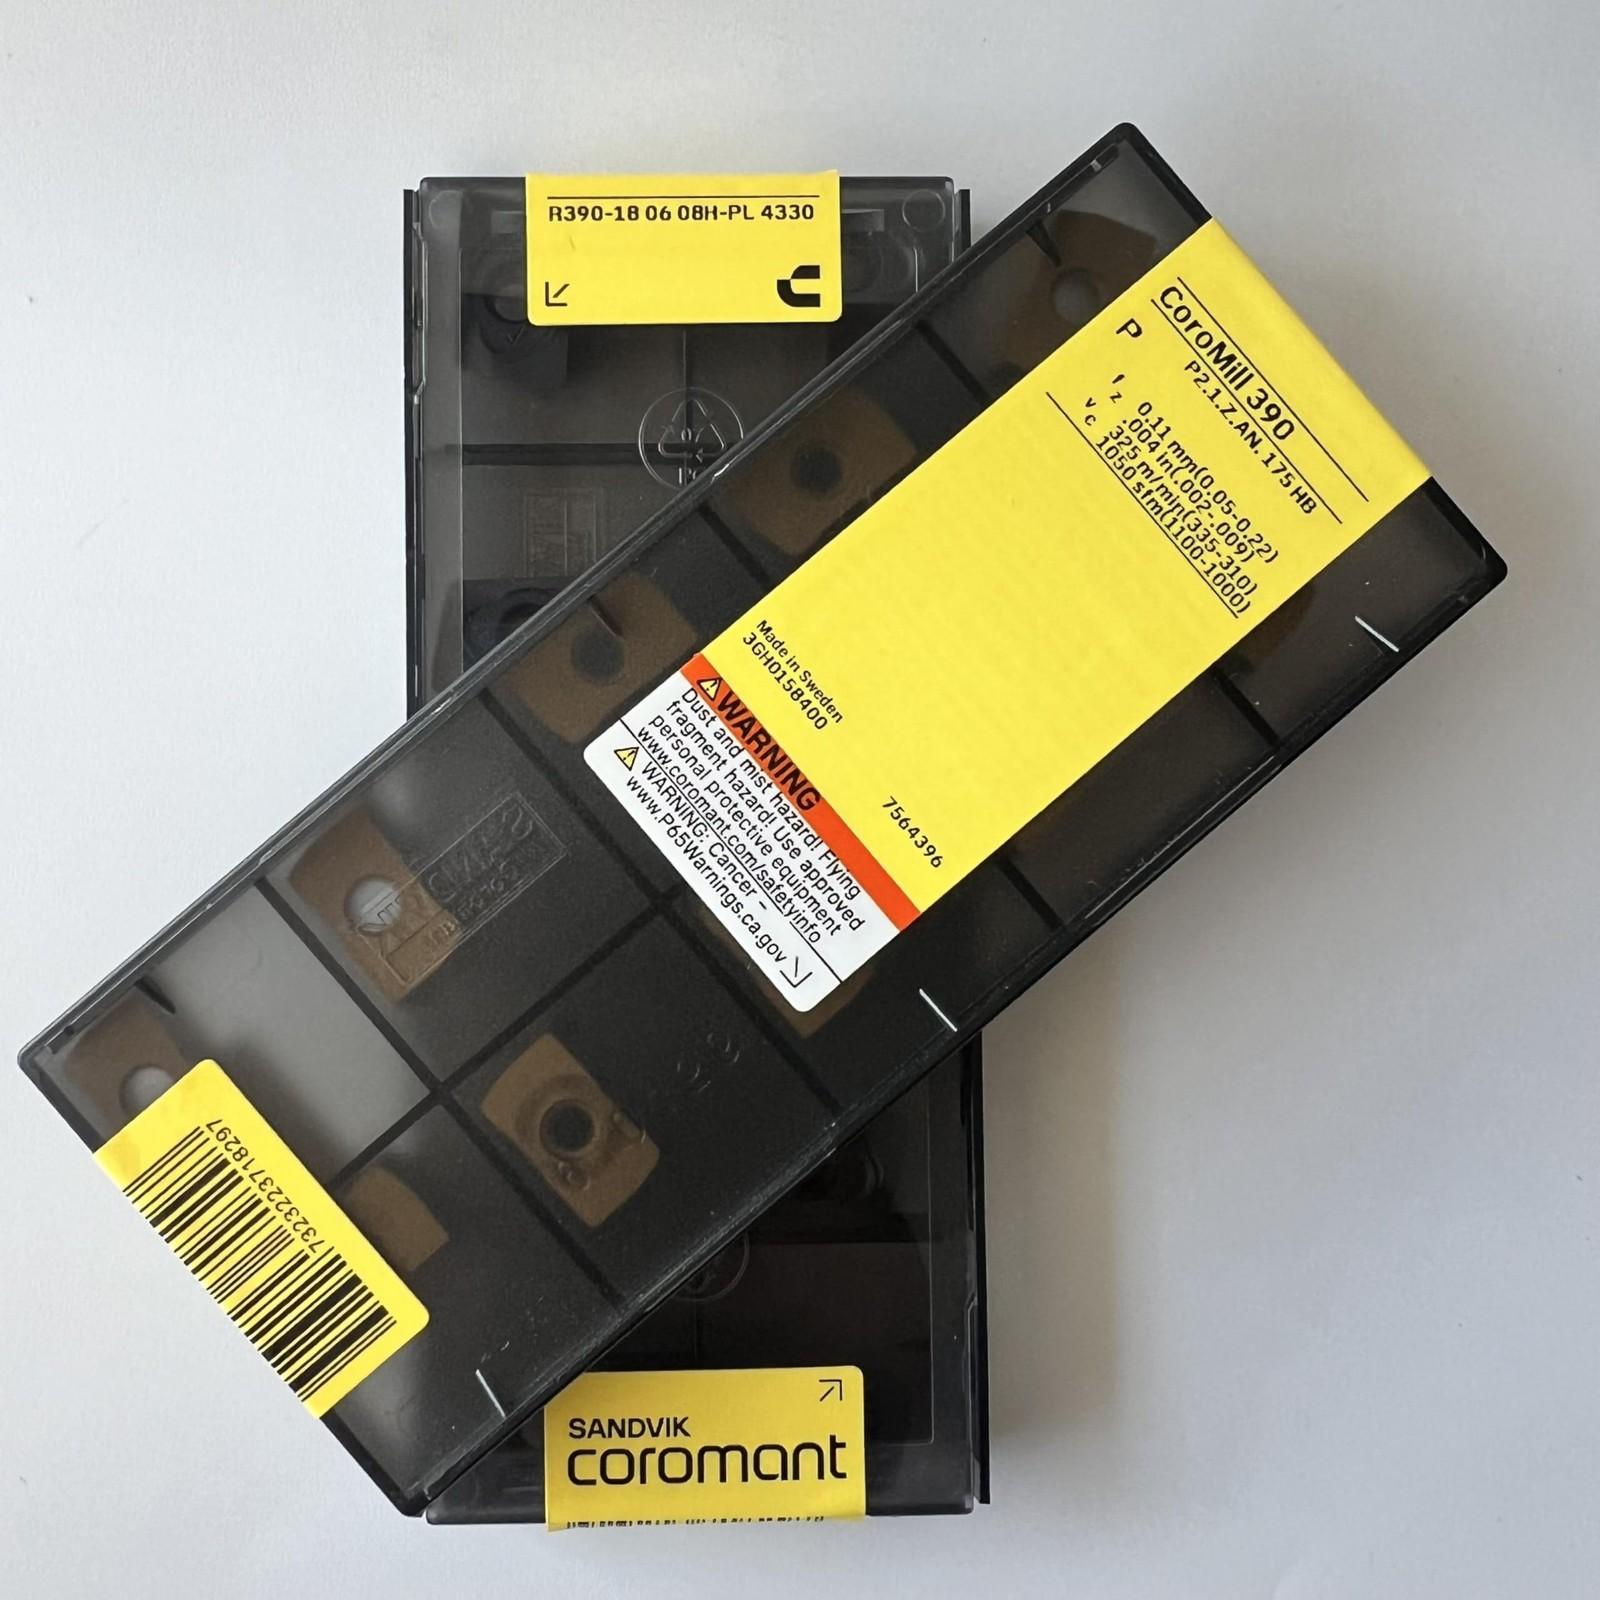 R390-18 06 08H-PL 4330
CoroMill 390
P2.1.Z.AN. 175 HB
P
fz 0.11 mm(0.05-0.22)
.004 in(.002-.009)
vc 325 m/min(335-310)
1050 sfm(1100-1000)
Made in Sweden
3GH0158400
7564396
WARNING
Dust and mist hazard! Flying
fragment hazard! Use approved
personal protective equipment
www.coromant.com/safetyinfo
WARNING: Cancer -
www.P65Warnings.ca.gov
7323223718297
SANDVIK
coromant